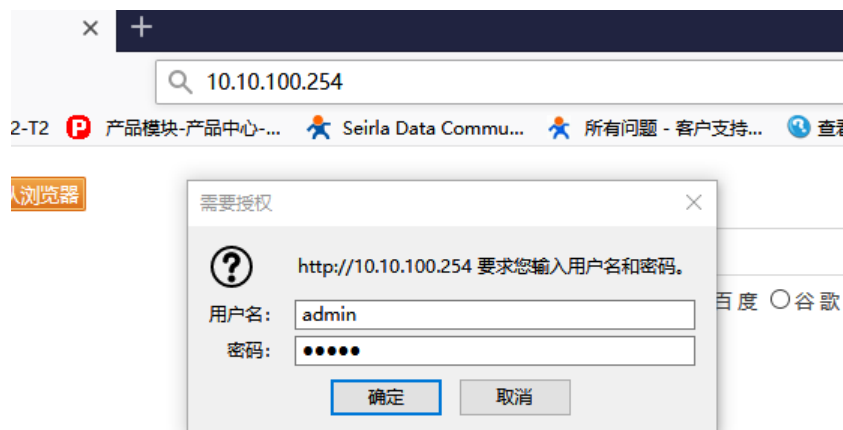 10.10.100.254
2-T2 产品模块-产品中心-... Seirla Data Commu... 所有问题 - 客户支持... 查看
浏览器
需要授权
http://10.10.100.254 要求您输入用户名和密码。
百度 谷歌
用户名: admin
密码: •••••
确定 取消